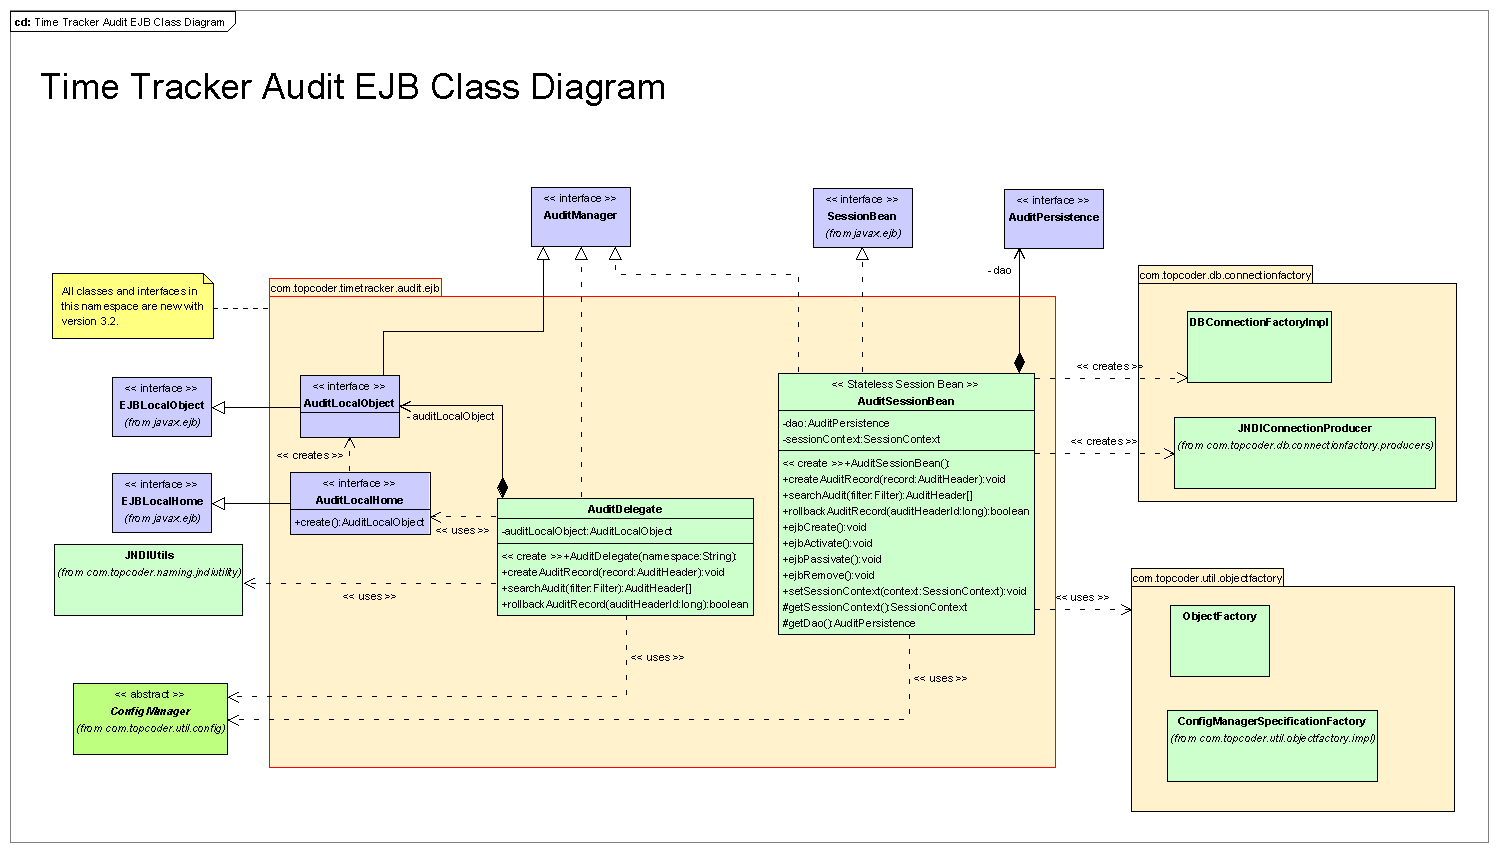 cd: Time Tracker Audit EJB Class Diagram
Time Tracker Audit EJB Class Diagram
<< interface >>
AuditManager
<< interface >>
SessionBean
(from javax.ejb)
<< interface >>
AuditPersistence
- dao
All classes and interfaces in
this namespace are new with
version 3.2.
com.topcoder.timetracker.audit.ejb
com.topcoder.db.connectionfactory
DBConnectionFactoryImpl
<< creates >>
JNDIConnectionProducer
(from com.topcoder.db.connectionfactory.producers)
<< creates >>
<< interface >>
EJBLocalObject
(from javax.ejb)
<< interface >>
AuditLocalObject
- auditLocalObject
<< creates >>
<< interface >>
EJBLocalHome
(from javax.ejb)
<< interface >>
AuditLocalHome
+create():AuditLocalObject
<< uses >>
<< Stateless Session Bean >>
AuditSessionBean
-dao:AuditPersistence
-sessionContext:SessionContext
<< create >>+AuditSessionBean():
+createAuditRecord(record:AuditHeader):void
+searchAudit(filter:Filter):AuditHeader[]
+rollbackAuditRecord(auditHeaderId:long):boolean
+ejbCreate():void
+ejbActivate():void
+ejbPassivate():void
+ejbRemove():void
+setSessionContext(context:SessionContext):void
#getSessionContext():SessionContext
#getDao():AuditPersistence
AuditDelegate
-auditLocalObject:AuditLocalObject
<< create >>+AuditDelegate(namespace:String):
+createAuditRecord(record:AuditHeader):void
+searchAudit(filter:Filter):AuditHeader[]
+rollbackAuditRecord(auditHeaderId:long):boolean
JNDIUtils
(from com.topcoder.naming.jndiutility)
<< uses >>
<< uses >>
com.topcoder.util.objectfactory
<< uses >>
ObjectFactory
ConfigManagerSpecificationFactory
(from com.topcoder.util.objectfactory.impl)
<< uses >>
<< abstract >>
ConfigManager
(from com.topcoder.util.config)